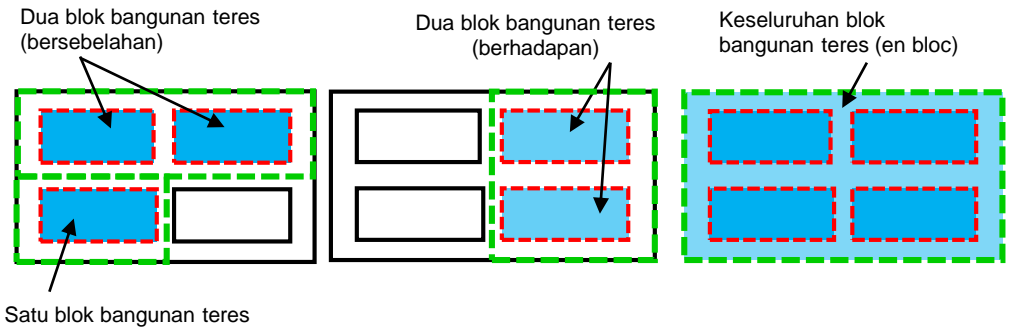 Dua blok bangunan teres
(bersebelahan)
Dua blok bangunan teres
(berhadapan)
Keseluruhan blok
bangunan teres (en bloc)
Satu blok bangunan teres